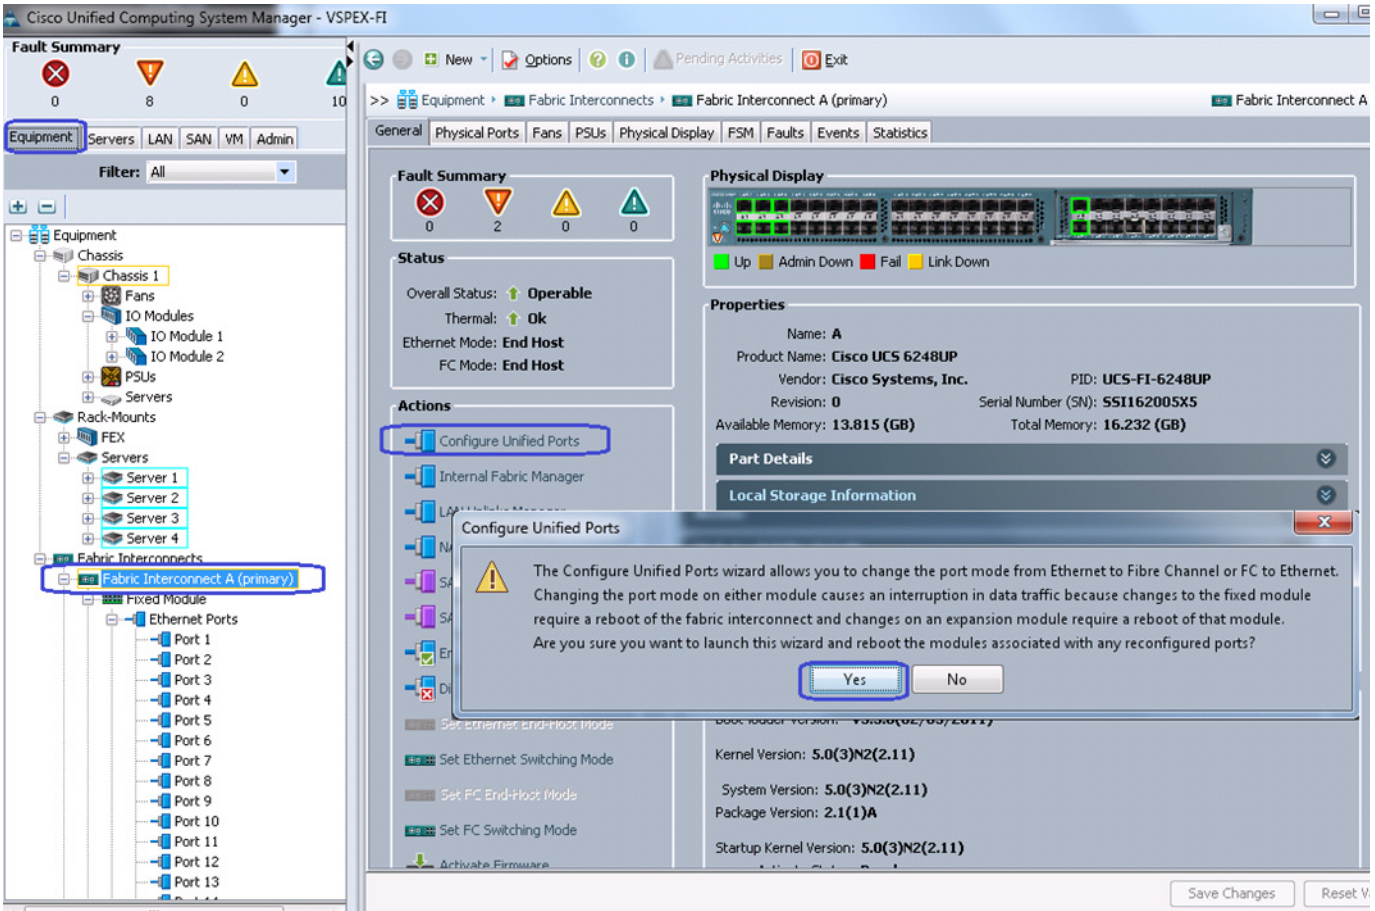 Cisco Unified Computing System Manager - VSPEX-FI
Fault Summary
0 8 0 10
Equipment Servers LAN SAN VM Admin
Filter: All
Equipment
Chassis
Chassis 1
Fans
IO Modules
IO Module 1
IO Module 2
PSUs
Servers
Rack-Mounts
FEX
Servers
Server 1
Server 2
Server 3
Server 4
Fabric Interconnects
Fabric Interconnect A (primary)
Fixed Module
Ethernet Ports
Port 1
Port 2
Port 3
Port 4
Port 5
Port 6
Port 7
Port 8
Port 9
Port 10
Port 11
Port 12
Port 13
New Options Pending Activities Exit
>> Equipment Fabric Interconnects Fabric Interconnect A (primary) Fabric Interconnect A
General Physical Ports Fans PSUs Physical Display FSM Faults Events Statistics
Fault Summary
0 2 0 0
Status
Overall Status: Operable
Thermal: Ok
Ethernet Mode: End Host
FC Mode: End Host
Actions
Configure Unified Ports
Internal Fabric Manager
Set Ethernet End-Host Mode
Set Ethernet Switching Mode
Set FC End-Host Mode
Set FC Switching Mode
Activate Firmware
Physical Display
Up Admin Down Fail Link Down
Properties
Name: A
Product Name: Cisco UCS 6248UP
Vendor: Cisco Systems, Inc. PID: UCS-FI-6248UP
Revision: 0 Serial Number (SN): SSI162005X5
Available Memory: 13.815 (GB) Total Memory: 16.232 (GB)
Part Details
Local Storage Information
Configure Unified Ports
The Configure Unified Ports wizard allows you to change the port mode from Ethernet to Fibre Channel or FC to Ethernet.
Changing the port mode on either module causes an interruption in data traffic because changes to the fixed module
require a reboot of the fabric interconnect and changes on an expansion module require a reboot of that module.
Are you sure you want to launch this wizard and reboot the modules associated with any reconfigured ports?
Yes No
Kernel Version: 5.0(3)N2(2.11)
System Version: 5.0(3)N2(2.11)
Package Version: 2.1(1)A
Startup Kernel Version: 5.0(3)N2(2.11)
Save Changes Reset V